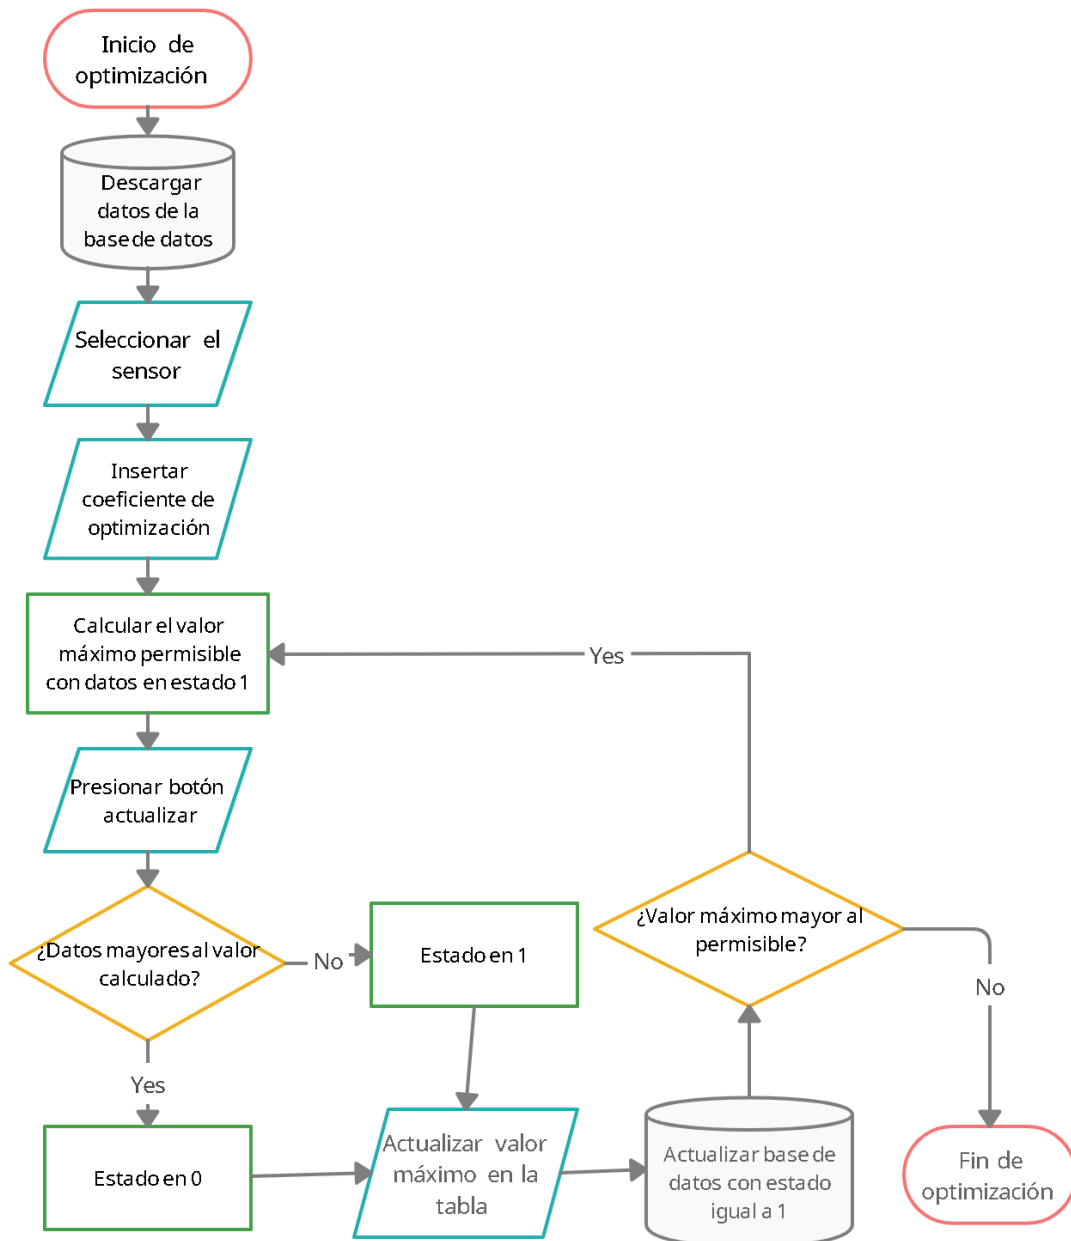 Inicio de
optimización
Descargar
datos de la
base de datos
Seleccionar el
sensor
Insertar
coeficiente de
optimización
Calcular el valor
máximo permisible
con datos en estado 1
Yes
Presionar botón
actualizar
¿Datos mayores al valor
calculado?
No
Estado en 1
¿Valor máximo mayor al
permisible?
No
Yes
Estado en 0
Actualizar valor
máximo en la
tabla
Actualizar base de
datos con estado
igual a 1
Fin de
optimización